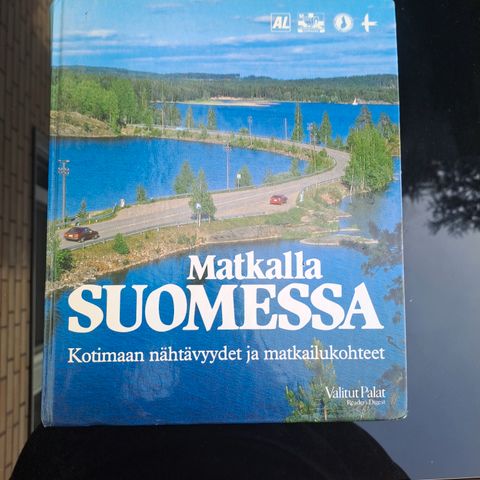 AL
Matkalla
SUOMESSA
Kotimaan nähtävyydet ja matkailukohteet
Valitut Palat
Reader's Digest